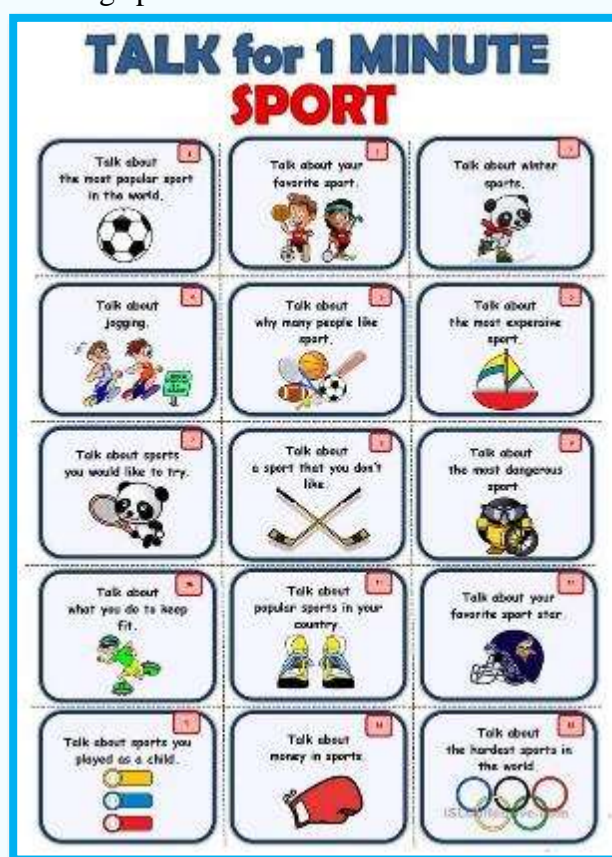 TALK for 1 MINUTE
SPORT
Talk about
the most popular sport
in the world.
Talk about your
favorite sport.
Talk about winter
sports.
Talk about
jogging.
Talk about
why many people like
sport.
Talk about
the most expensive
sport.
Talk about sports
you would like to try.
Talk about
a sport that you don't
like.
Talk about
the most dangerous
sport.
Talk about
what you do to keep
fit.
Talk about
popular sports in your
country.
Talk about your
favorite sport star.
Talk about sports you
played as a child.
Talk about
money in sports.
Talk about
the hardest sports in
the world.